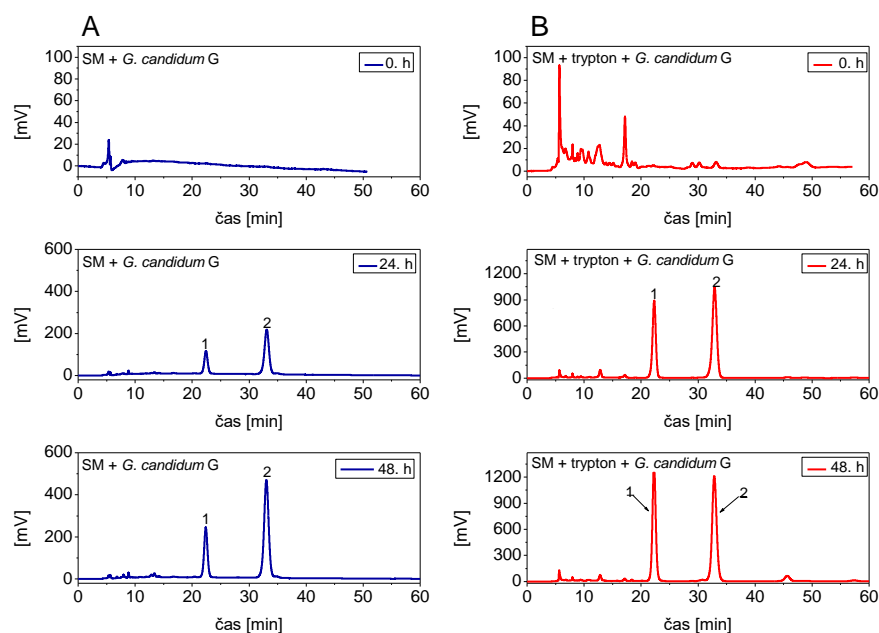 A
SM + G. candidum G
0. h
100
80
60
40
20
0
[mV]
0 10 20 30 40 50 60
čas [min]
SM + G. candidum G
24. h
600
400
200
0
[mV]
1
2
0 10 20 30 40 50 60
čas [min]
SM + G. candidum G
48. h
600
400
200
0
[mV]
1
2
0 10 20 30 40 50 60
čas [min]
B
SM + trypton + G. candidum G
0. h
100
80
60
40
20
0
[mV]
0 10 20 30 40 50 60
čas [min]
SM + trypton + G. candidum G
24. h
1200
900
600
300
0
[mV]
1
2
0 10 20 30 40 50 60
čas [min]
SM + trypton + G. candidum G
48. h
1200
900
600
300
0
[mV]
1
2
0 10 20 30 40 50 60
čas [min]